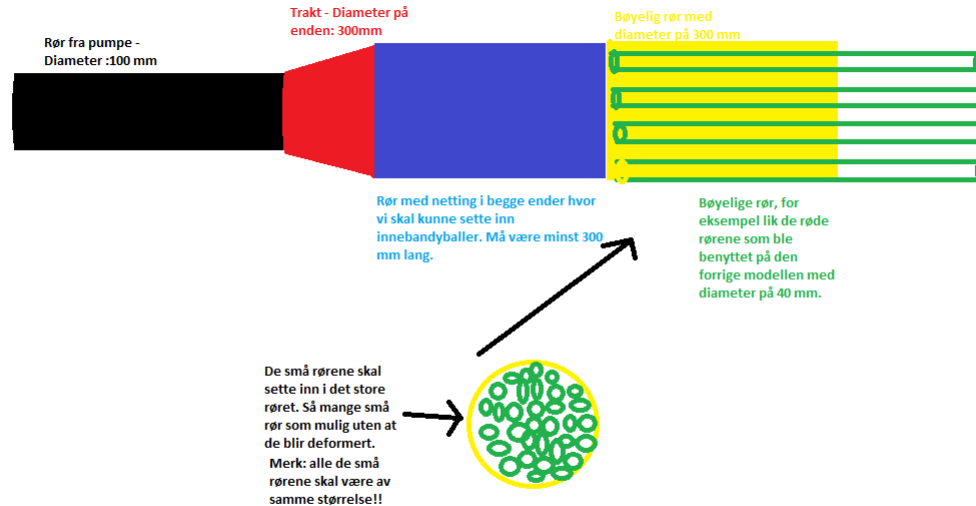 Rør fra pumpe -
Diameter :100 mm
Trakt - Diameter på
enden: 300mm
Bøyelig rør med
diameter på 300 mm
Rør med netting i begge ender hvor
vi skal kunne sette inn
innebandyballer. Må være minst 300
mm lang.
Bøyelige rør, for
eksempel lik de røde
rørene som ble
benyttet på den
forrige modellen med
diameter på 40 mm.
De små rørene skal
sette inn i det store
røret. Så mange små
rør som mulig uten at
de blir deformert.
Merk: alle de små
rørene skal være av
samme størrelse!!